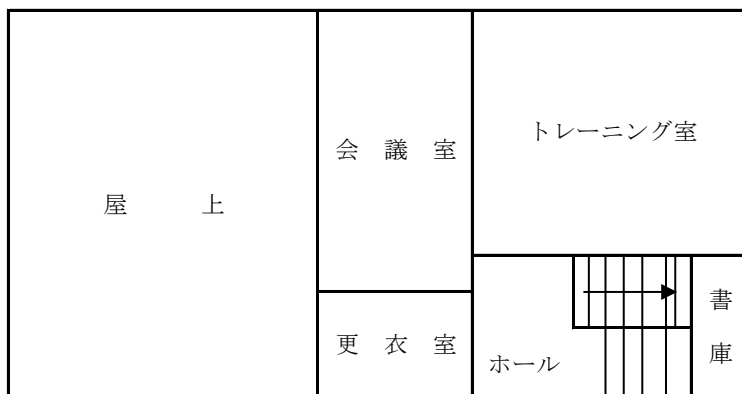 トレーニング室
会 議 室
屋 上
書
庫
更 衣 室
ホール